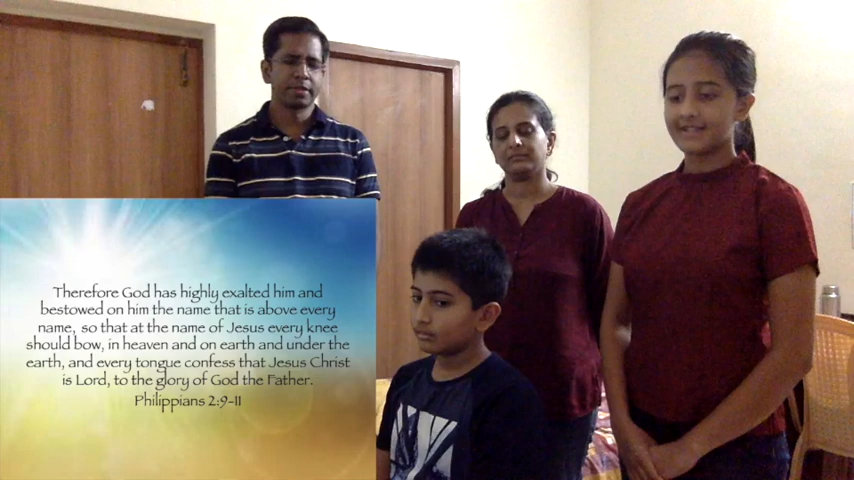 Therefore God has highly exalted him and
bestowed on him the name that is above every
name, so that at the name of Jesus every knee
should bow, in heaven and on earth and under the
earth, and every tongue confess that Jesus Christ
is Lord, to the glory of God the Father.
Philippians 2:9-11